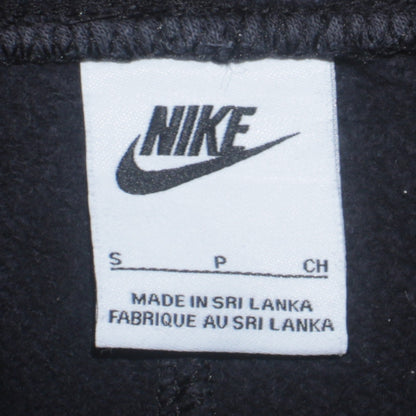 NIKE
S P CH
MADE IN SRI LANKA
FABRIQUE AU SRI LANKA